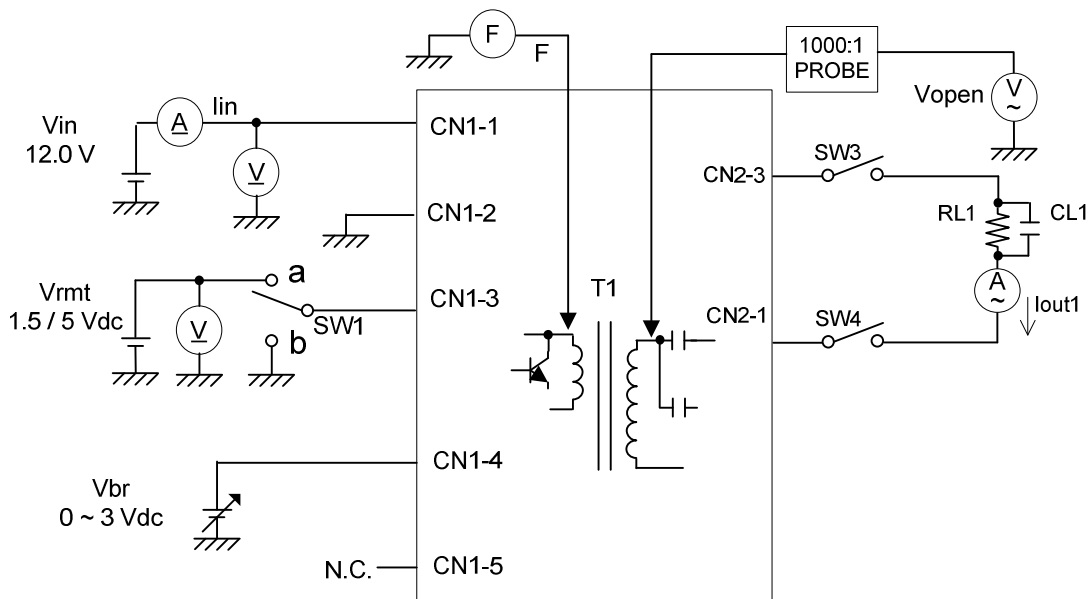 F
F
1000:1
PROBE
Vopen
V
~
Iin
A
Vin
12.0 V
V
CN1-1
CN1-2
CN2-3
SW3
RL1
CL1
A
~
Iout1
a
Vrmt
1.5 / 5 Vdc
V
SW1
b
CN1-3
T1
CN2-1
SW4
CN1-4
Vbr
0 ~ 3 Vdc
N.C.
CN1-5